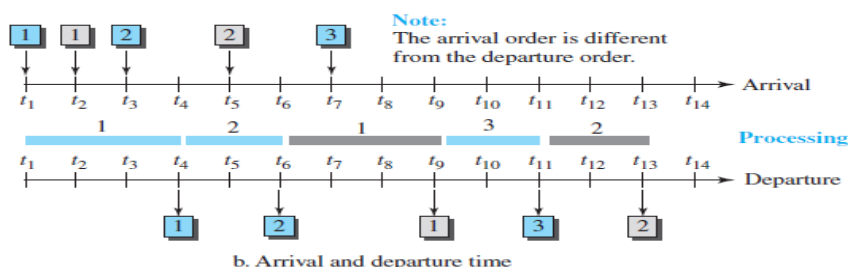 Note:
1 1 2 2 3 The arrival order is different
from the departure order.
Arrival
t1 t2 t3 t4 t5 t6 t7 t8 t9 t10 t11 t12 t13 t14
1 2 1 3 2
Processing
t1 t2 t3 t4 t5 t6 t7 t8 t9 t10 t11 t12 t13 t14
Departure
1 2 1 3 2
b. Arrival and departure time